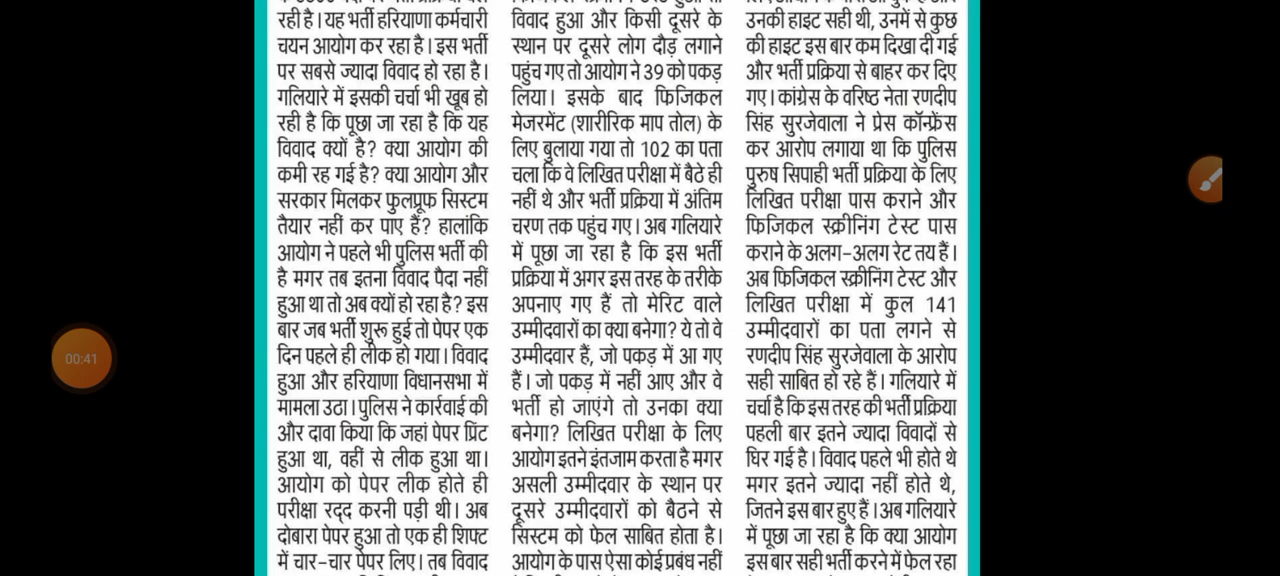 रही है। यह भर्ती हरियाणा कर्मचारी
चयन आयोग कर रहा है। इस भर्ती
पर सबसे ज्यादा विवाद हो रहा है।
गलियारे में इसकी चर्चा भी खूब हो
रही है कि पूछा जा रहा है कि यह
विवाद क्यों है? क्या आयोग की
कमी रह गई है? क्या आयोग और
सरकार मिलकर फुलप्रूफ सिस्टम
तैयार नहीं कर पाए हैं? हालांकि
आयोग ने पहले भी पुलिस भर्ती की
है मगर तब इतना विवाद पैदा नहीं
हुआ था तो अब क्यों हो रहा है? इस
बार जब भर्ती शुरू हुई तो पेपर एक
दिन पहले ही लीक हो गया। विवाद
हुआ और हरियाणा विधानसभा में
मामला उठा। पुलिस ने कार्रवाई की
और दावा किया कि जहां पेपर प्रिंट
हुआ था, वहीं से लीक हुआ था।
आयोग को पेपर लीक होते ही
परीक्षा रद्द करनी पड़ी थी। अब
दोबारा पेपर हुआ तो एक ही शिफ्ट
में चार-चार पेपर लिए। तब विवाद
विवाद हुआ और किसी दूसरे के
स्थान पर दूसरे लोग दौड़ लगाने
पहुंच गए तो आयोग ने 39 को पकड़
लिया। इसके बाद फिजिकल
मेजरमेंट (शारीरिक माप तोल) के
लिए बुलाया गया तो 102 का पता
चला कि वे लिखित परीक्षा में बैठे ही
नहीं थे और भर्ती प्रक्रिया में अंतिम
चरण तक पहुंच गए। अब गलियारे
में पूछा जा रहा है कि इस भर्ती
प्रक्रिया में अगर इस तरह के तरीके
अपनाए गए हैं तो मेरिट वाले
उम्मीदवारों का क्या बनेगा? ये तो वे
उम्मीदवार हैं, जो पकड़ में आ गए
हैं। जो पकड़ में नहीं आए और वे
भर्ती हो जाएंगे तो उनका क्या
बनेगा? लिखित परीक्षा के लिए
आयोग इतने इंतजाम करता है मगर
असली उम्मीदवार के स्थान पर
दूसरे उम्मीदवारों को बैठने से
सिस्टम को फेल साबित होता है।
आयोग के पास ऐसा कोई प्रबंध नहीं
उनकी हाइट सही थी, उनमें से कुछ
की हाइट इस बार कम दिखा दी गई
और भर्ती प्रक्रिया से बाहर कर दिए
गए। कांग्रेस के वरिष्ठ नेता रणदीप
सिंह सुरजेवाला ने प्रेस कॉन्फ्रेंस
कर आरोप लगाया था कि पुलिस
पुरुष सिपाही भर्ती प्रक्रिया के लिए
लिखित परीक्षा पास कराने और
फिजिकल स्क्रीनिंग टेस्ट पास
कराने के अलग-अलग रेट तय हैं।
अब फिजिकल स्क्रीनिंग टेस्ट और
लिखित परीक्षा में कुल 141
उम्मीदवारों का पता लगने से
रणदीप सिंह सुरजेवाला के आरोप
सही साबित हो रहे हैं। गलियारे में
चर्चा है कि इस तरह की भर्ती प्रक्रिया
पहली बार इतने ज्यादा विवादों से
घिर गई है। विवाद पहले भी होते थे
मगर इतने ज्यादा नहीं होते थे,
जितने इस बार हुए हैं। अब गलियारे
में पूछा जा रहा है कि क्या आयोग
इस बार सही भर्ती करने में फेल रहा
00:41